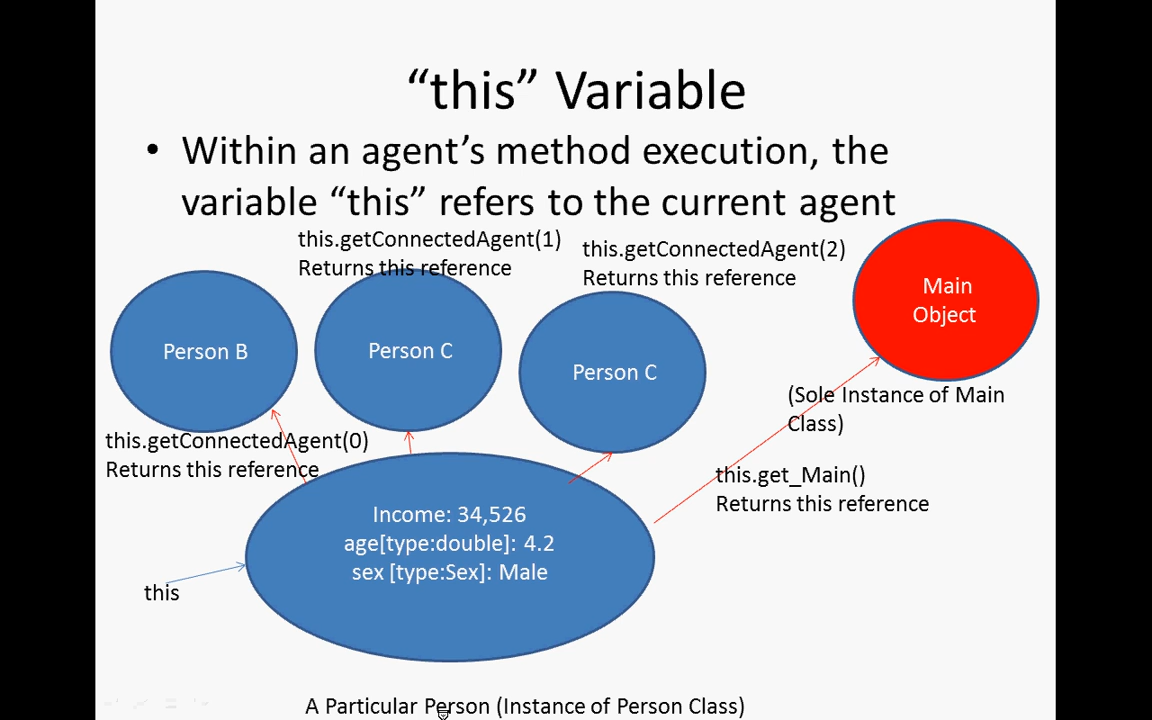 “this” Variable
• Within an agent’s method execution, the
variable “this” refers to the current agent
this.getConnectedAgent(1)
Returns this reference
this.getConnectedAgent(2)
Returns this reference
Main
Object
Person B
Person C
Person C
(Sole Instance of Main
Class)
this.getConnectedAgent(0)
Returns this reference
this.get_Main()
Returns this reference
Income: 34,526
age[type:double]: 4.2
sex [type:Sex]: Male
this
A Particular Person (Instance of Person Class)